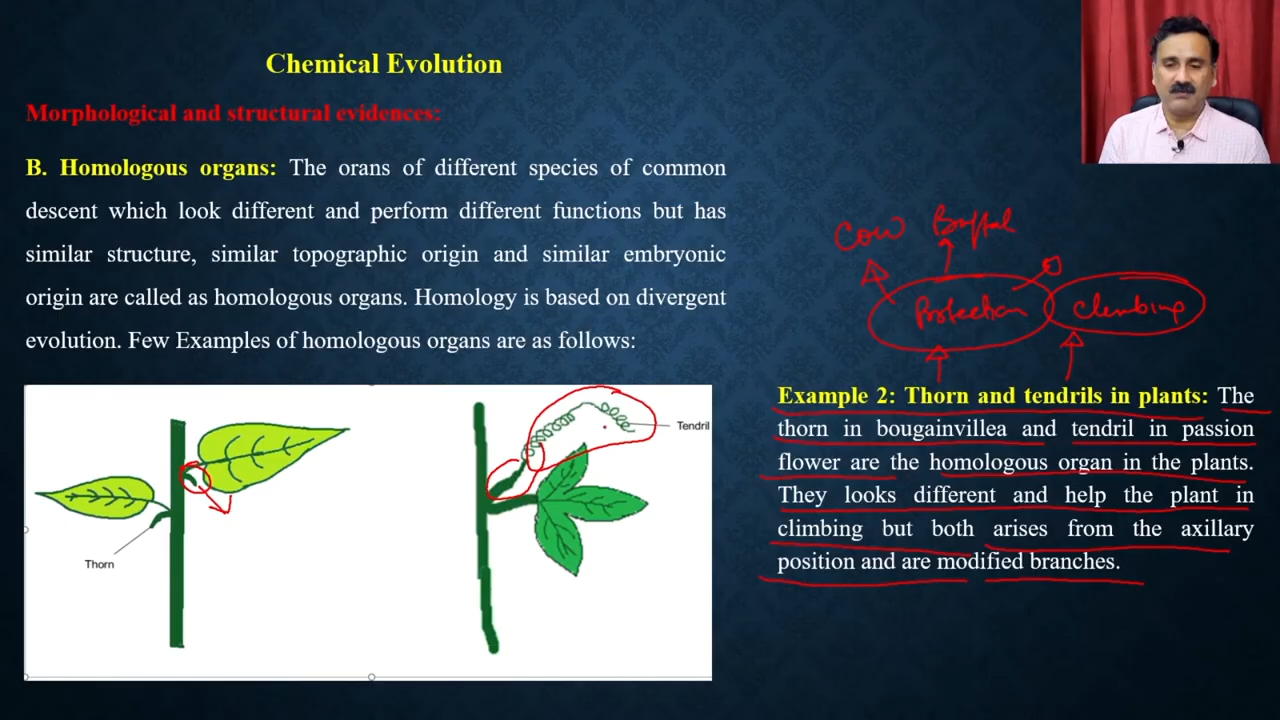 Chemical Evolution
Morphological and structural evidences:
B. Homologous organs: The orans of different species of common
descent which look different and perform different functions but has
similar structure, similar topographic origin and similar embryonic
origin are called as homologous organs. Homology is based on divergent
evolution. Few Examples of homologous organs are as follows:
Thorn
Tendril
Cow
Protection
Climbing
Example 2: Thorn and tendrils in plants: The
thorn in bougainvillea and tendril in passion
flower are the homologous organ in the plants.
They looks different and help the plant in
climbing but both arises from the axillary
position and are modified branches.